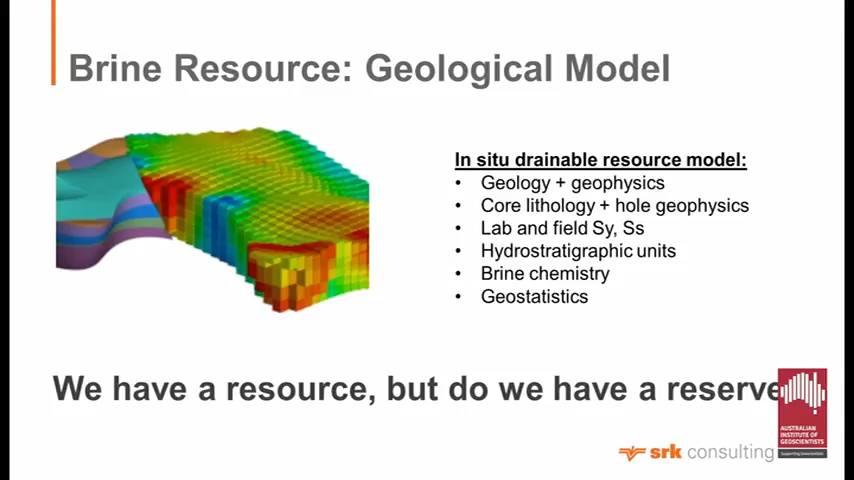 Brine Resource: Geological Model
In situ drainable resource model:
• Geology + geophysics
• Core lithology + hole geophysics
• Lab and field Sy, Ss
• Hydrostratigraphic units
• Brine chemistry
• Geostatistics
We have a resource, but do we have a reserve
AUSTRALIAN
INSTITUTE OF
GEOSCIENTISTS
Supporting Geoscientists
srk consulting